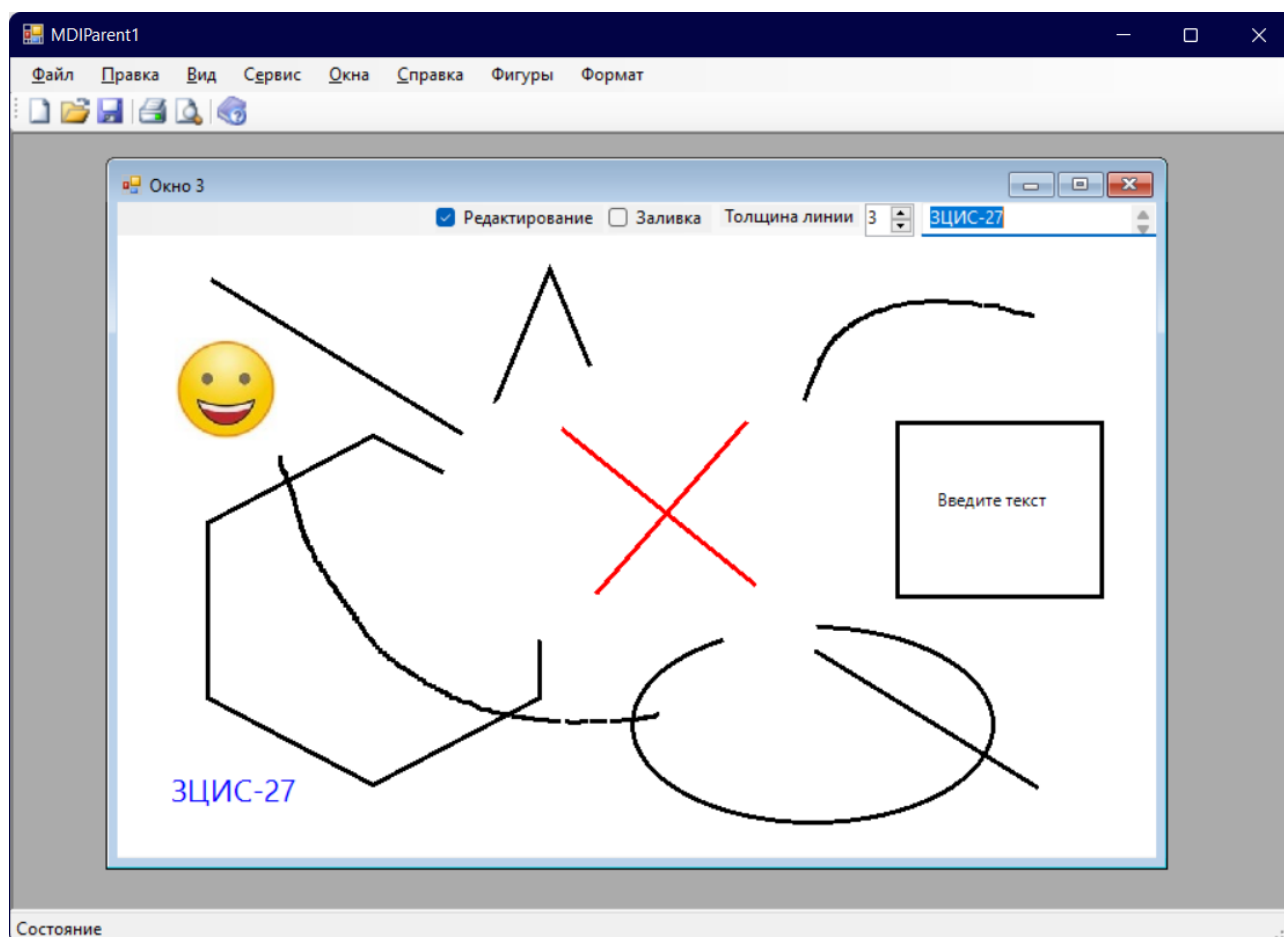 MDIParent1
Файл Правка Вид Сервис Окна Справка Фигуры Формат
Окно 3
Редактирование Заливка Толщина линии 3 ЗЦИС-27
Введите текст
ЗЦИС-27
Состояние